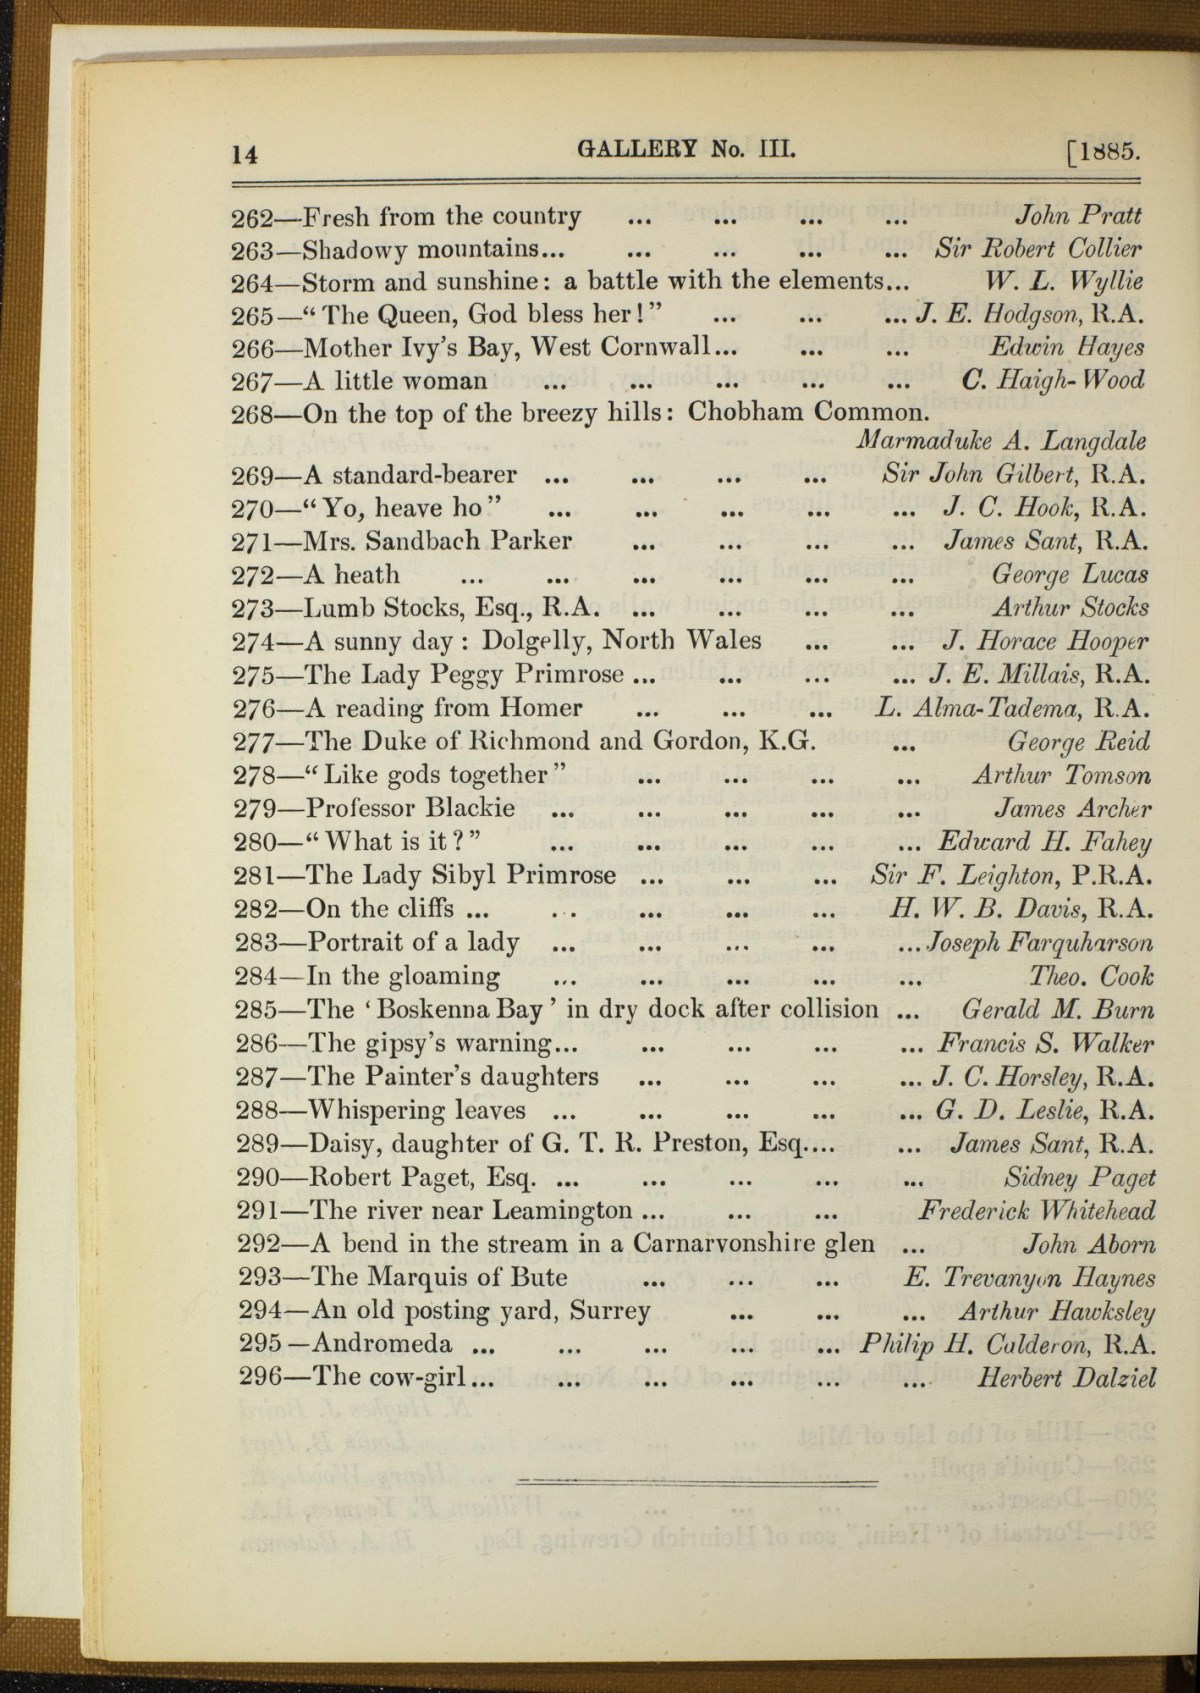 14 GALLERY No. III. [1885.
262—Fresh from the country ... ... ... ... John Pratt
263—Shadowy mountains... ... ... ... ... Sir Robert Collier
264—Storm and sunshine: a battle with the elements... W. L. Wyllie
265—“The Queen, God bless her!” ... ... ... J. E. Hodgson, R.A.
266—Mother Ivy’s Bay, West Cornwall... ... ... Edwin Hayes
267—A little woman ... ... ... ... ... C. Haigh-Wood
268—On the top of the breezy hills: Chobham Common.
Marmaduke A. Langdale
269—A standard-bearer ... ... ... ... Sir John Gilbert, R.A.
270—“Yo, heave ho” ... ... ... ... ... J. C. Hook, R.A.
271—Mrs. Sandbach Parker ... ... ... ... James Sant, R.A.
272—A heath ... ... ... ... ... ... George Lucas
273—Lumb Stocks, Esq., R.A. ... ... ... ... Arthur Stocks
274—A sunny day: Dolgelly, North Wales ... ... J. Horace Hooper
275—The Lady Peggy Primrose ... ... ... ... J. E. Millais, R.A.
276—A reading from Homer ... ... ... L. Alma-Tadema, R.A.
277—The Duke of Richmond and Gordon, K.G. ... George Reid
278—“Like gods together” ... ... ... ... Arthur Tomson
279—Professor Blackie ... ... ... ... ... James Archer
280—“What is it?” ... ... ... ... ... Edward H. Fahey
281—The Lady Sibyl Primrose ... ... ... Sir F. Leighton, P.R.A.
282—On the cliffs ... ... ... ... ... H. W. B. Davis, R.A.
283—Portrait of a lady ... ... ... ... ... Joseph Farquharson
284—In the gloaming ... ... ... ... ... Theo. Cook
285—The ‘Boskenna Bay’ in dry dock after collision ... Gerald M. Burn
286—The gipsy’s warning... ... ... ... ... Francis S. Walker
287—The Painter’s daughters ... ... ... ... J. C. Horsley, R.A.
288—Whispering leaves ... ... ... ... ... G. D. Leslie, R.A.
289—Daisy, daughter of G. T. R. Preston, Esq.... ... James Sant, R.A.
290—Robert Paget, Esq. ... ... ... ... ... Sidney Paget
291—The river near Leamington ... ... ... Frederick Whitehead
292—A bend in the stream in a Carnarvonshire glen ... John Aborn
293—The Marquis of Bute ... ... ... E. Trevanyon Haynes
294—An old posting yard, Surrey ... ... ... Arthur Hawksley
295—Andromeda ... ... ... ... ... Philip H. Calderon, R.A.
296—The cow-girl... ... ... ... ... ... Herbert Dalziel